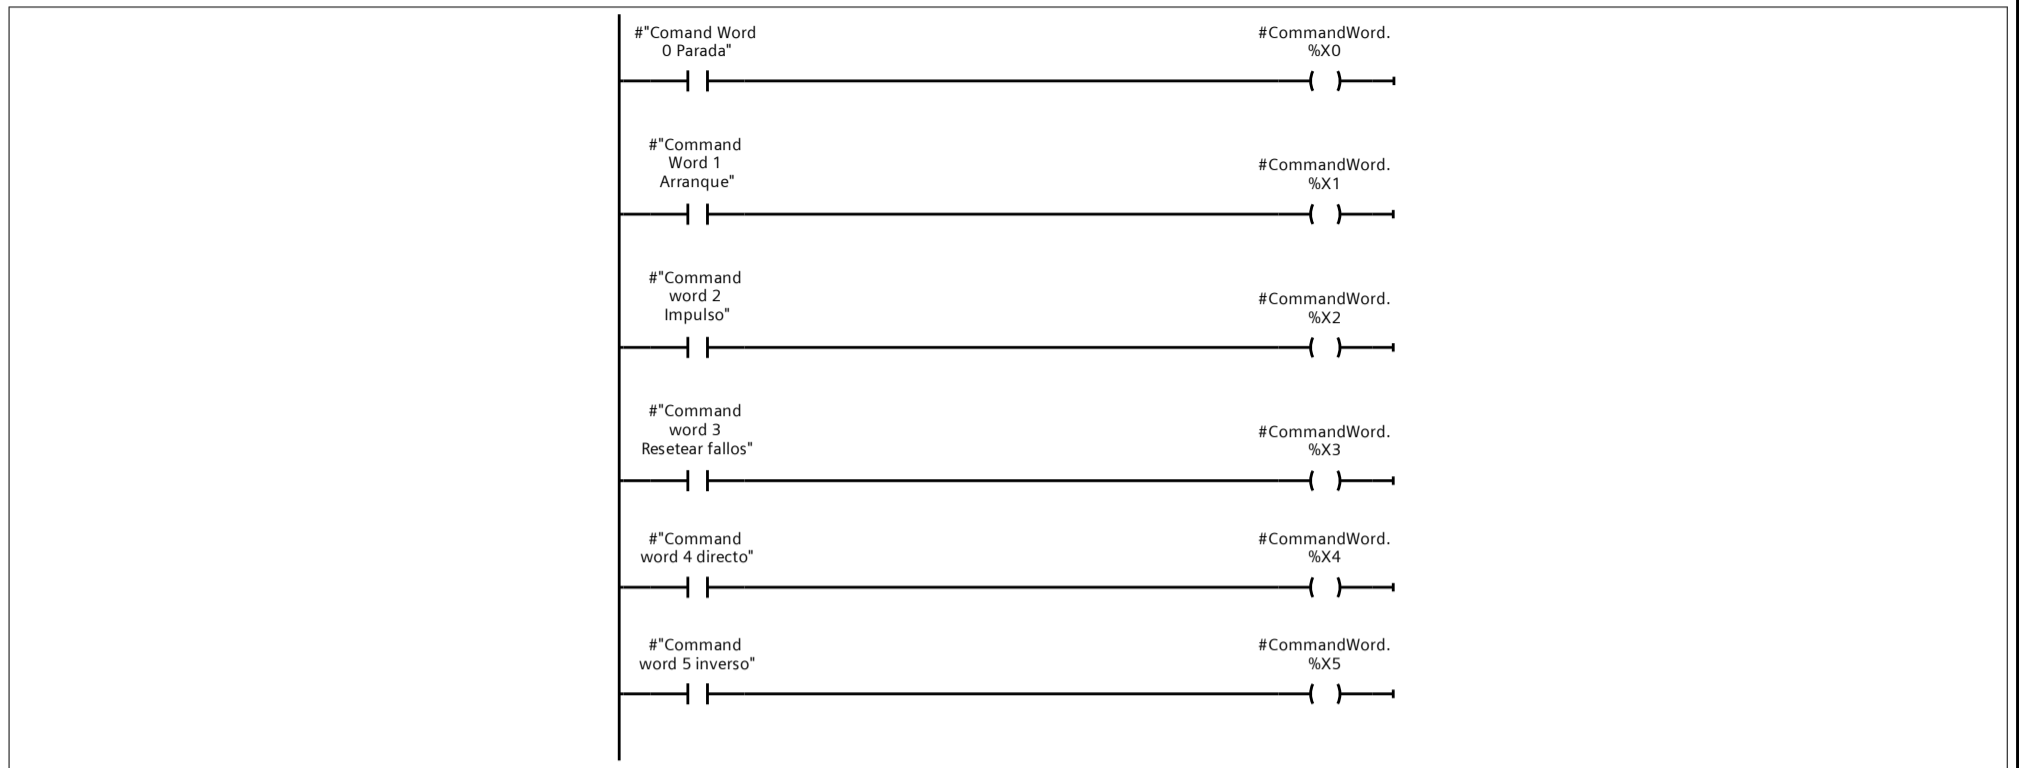 #"Comand Word
0 Parada"
#CommandWord.
%X0
#"Command
Word 1
Arranque"
#CommandWord.
%X1
#"Command
word 2
Impulso"
#CommandWord.
%X2
#"Command
word 3
Resetear fallos"
#CommandWord.
%X3
#"Command
word 4 directo"
#CommandWord.
%X4
#"Command
word 5 inverso"
#CommandWord.
%X5